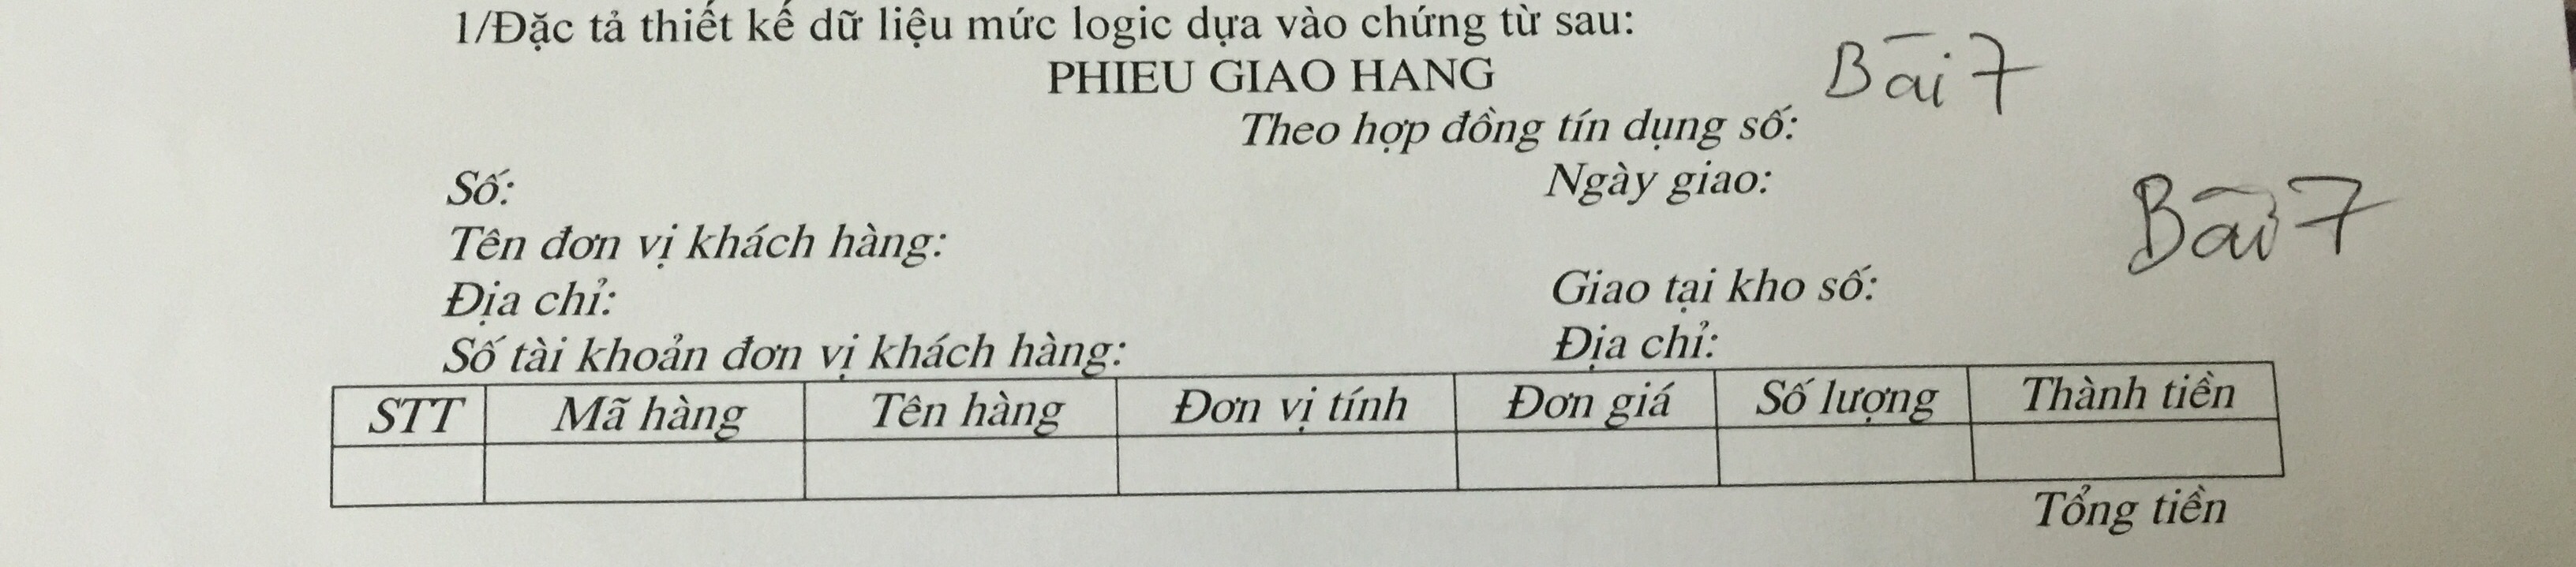 1/Đặc tả thiết kế dữ liệu mức logic dựa vào chứng từ sau:
PHIEU GIAO HANG
Bài 7
Theo hợp đồng tín dụng số:
Số:
Ngày giao:
Bài 7
Tên đơn vị khách hàng:
Địa chỉ:
Giao tại kho số:
Số tài khoản đơn vị khách hàng:
Địa chỉ:
STT Mã hàng Tên hàng Đơn vị tính Đơn giá Số lượng Thành tiền
Tổng tiền